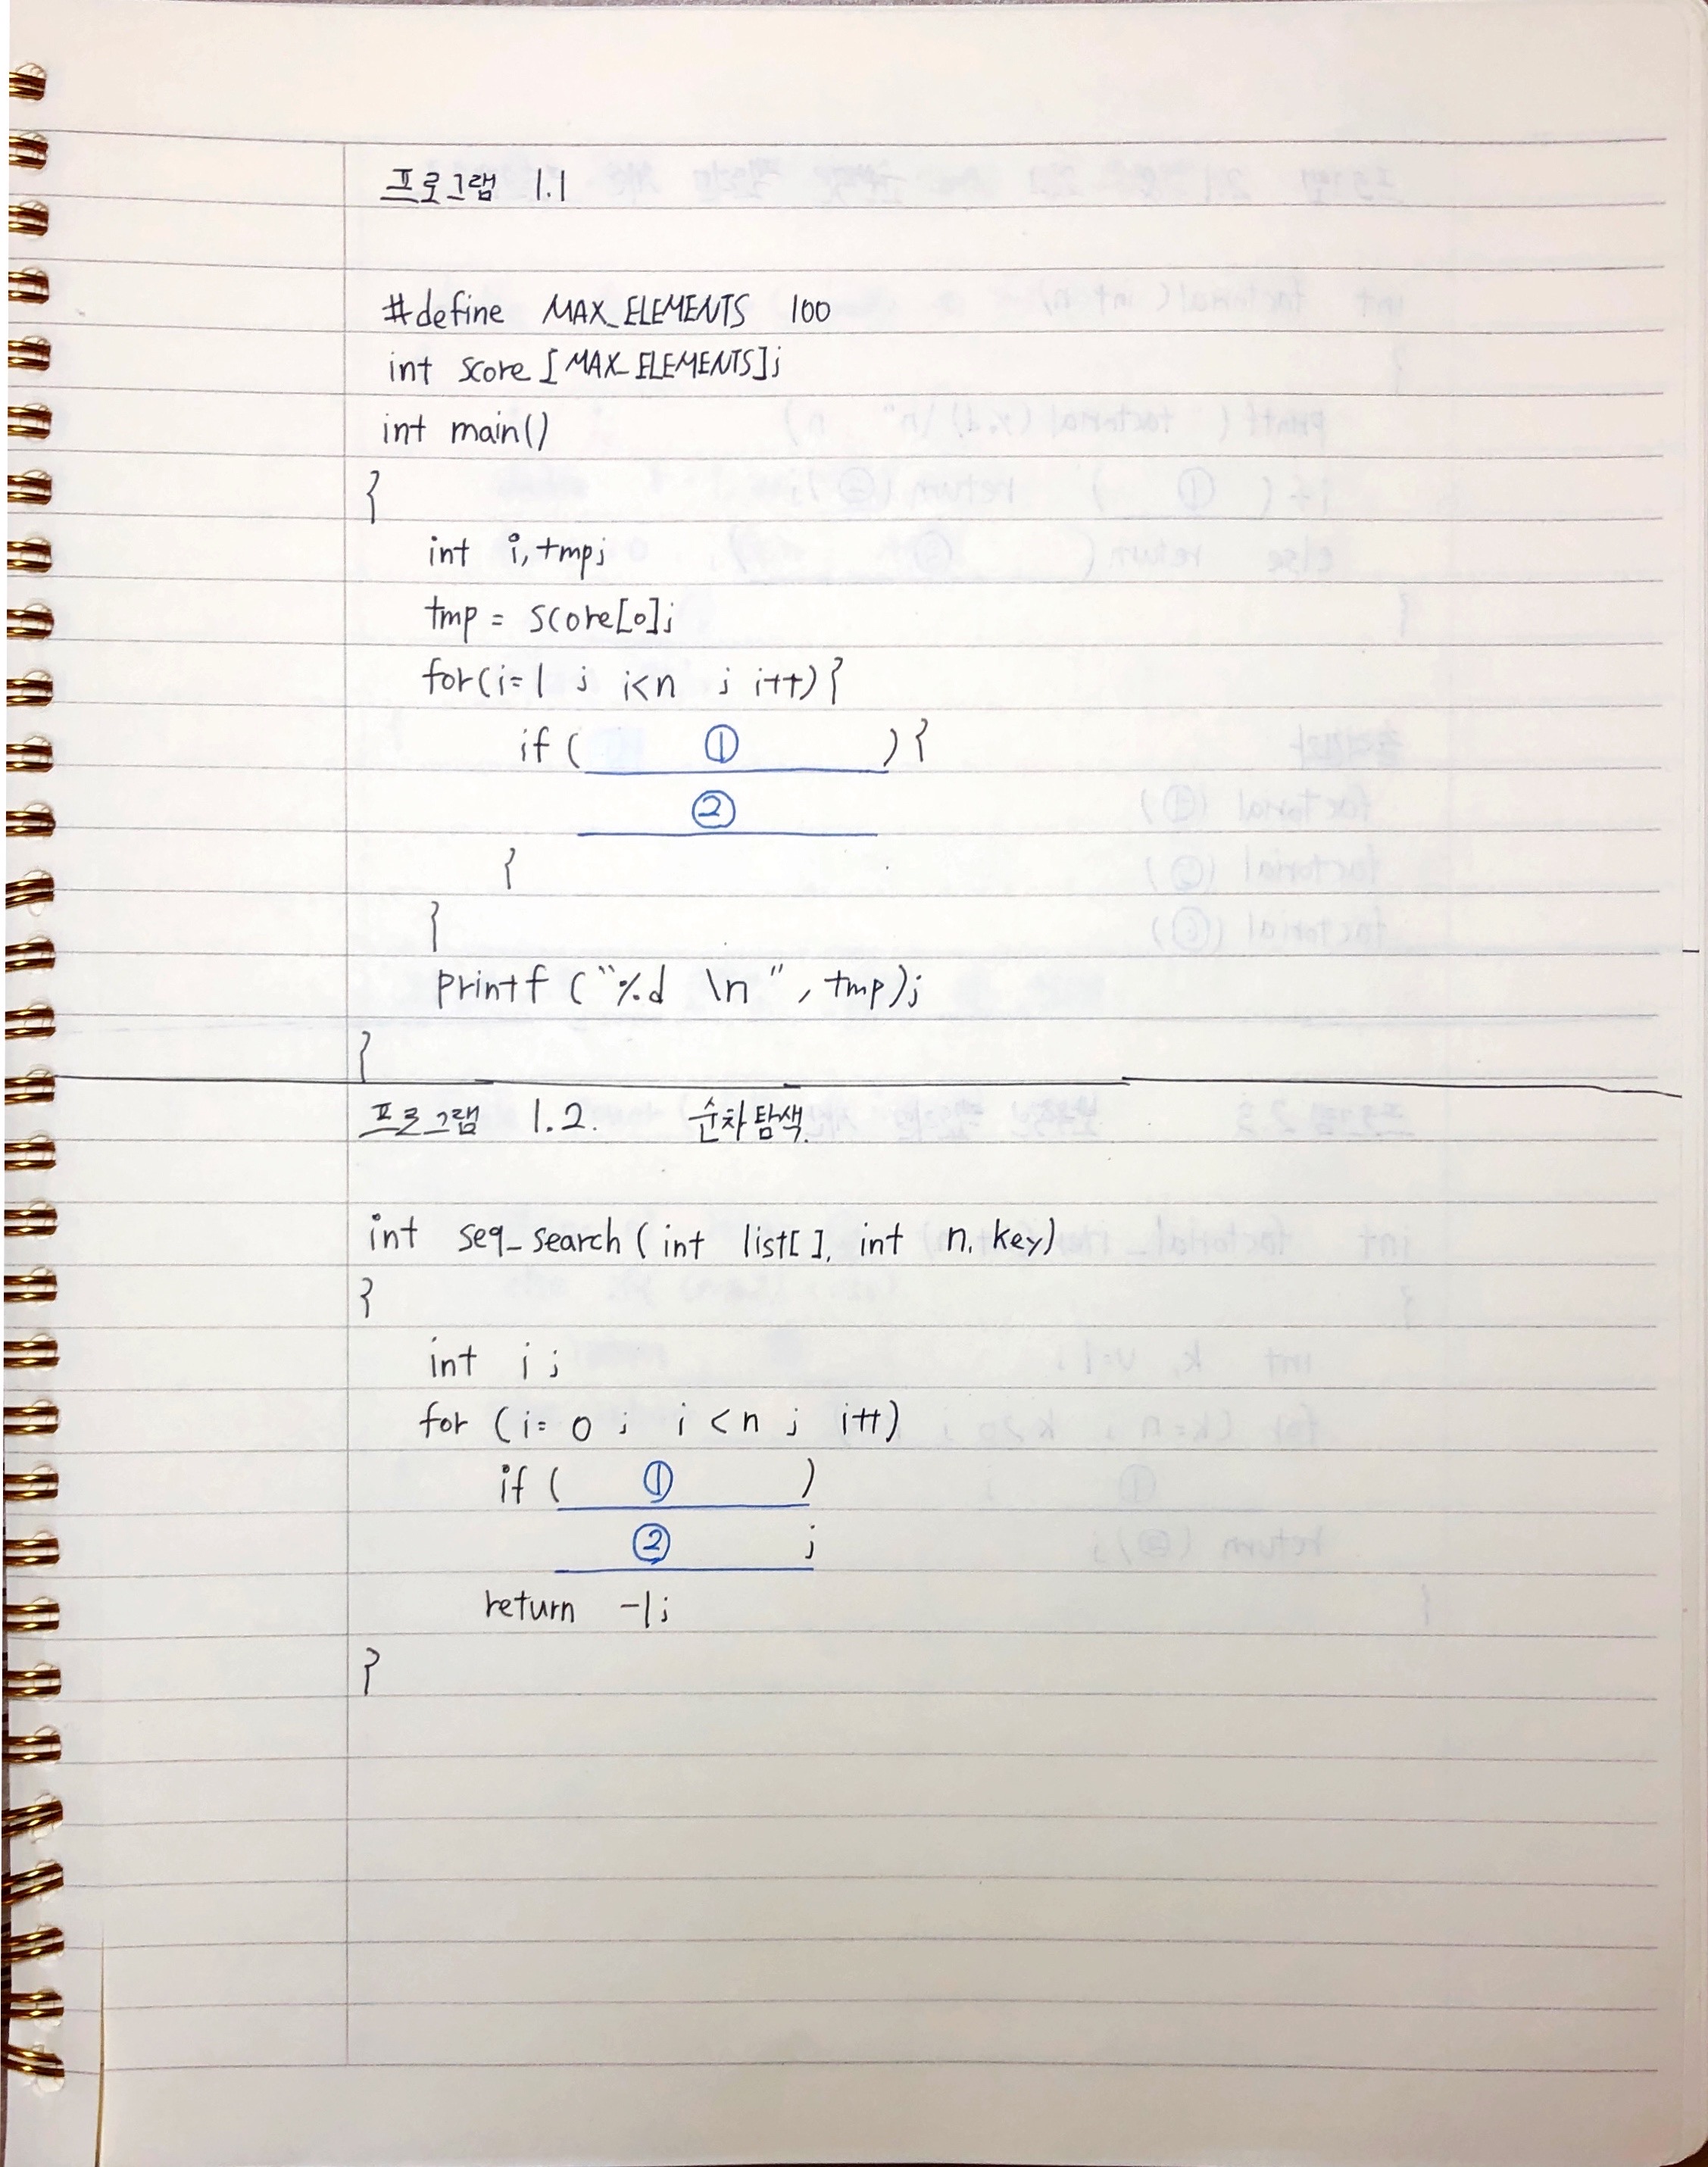 프로그램 1.1
#define MAX_ELEMENTS 100
int score[MAX_ELEMENTS];
int main()
{
int i, tmp;
tmp = score[0];
for(i=1 ; i<n ; i++){
if( ① ){
②
}
}
printf ("%d \n", tmp);
}
프로그램 1.2. 순차탐색.
int seq_search (int list[], int n, key)
{
int i ;
for (i= 0 ; i <n ; i++)
if ( ① )
② ;
return -1;
}